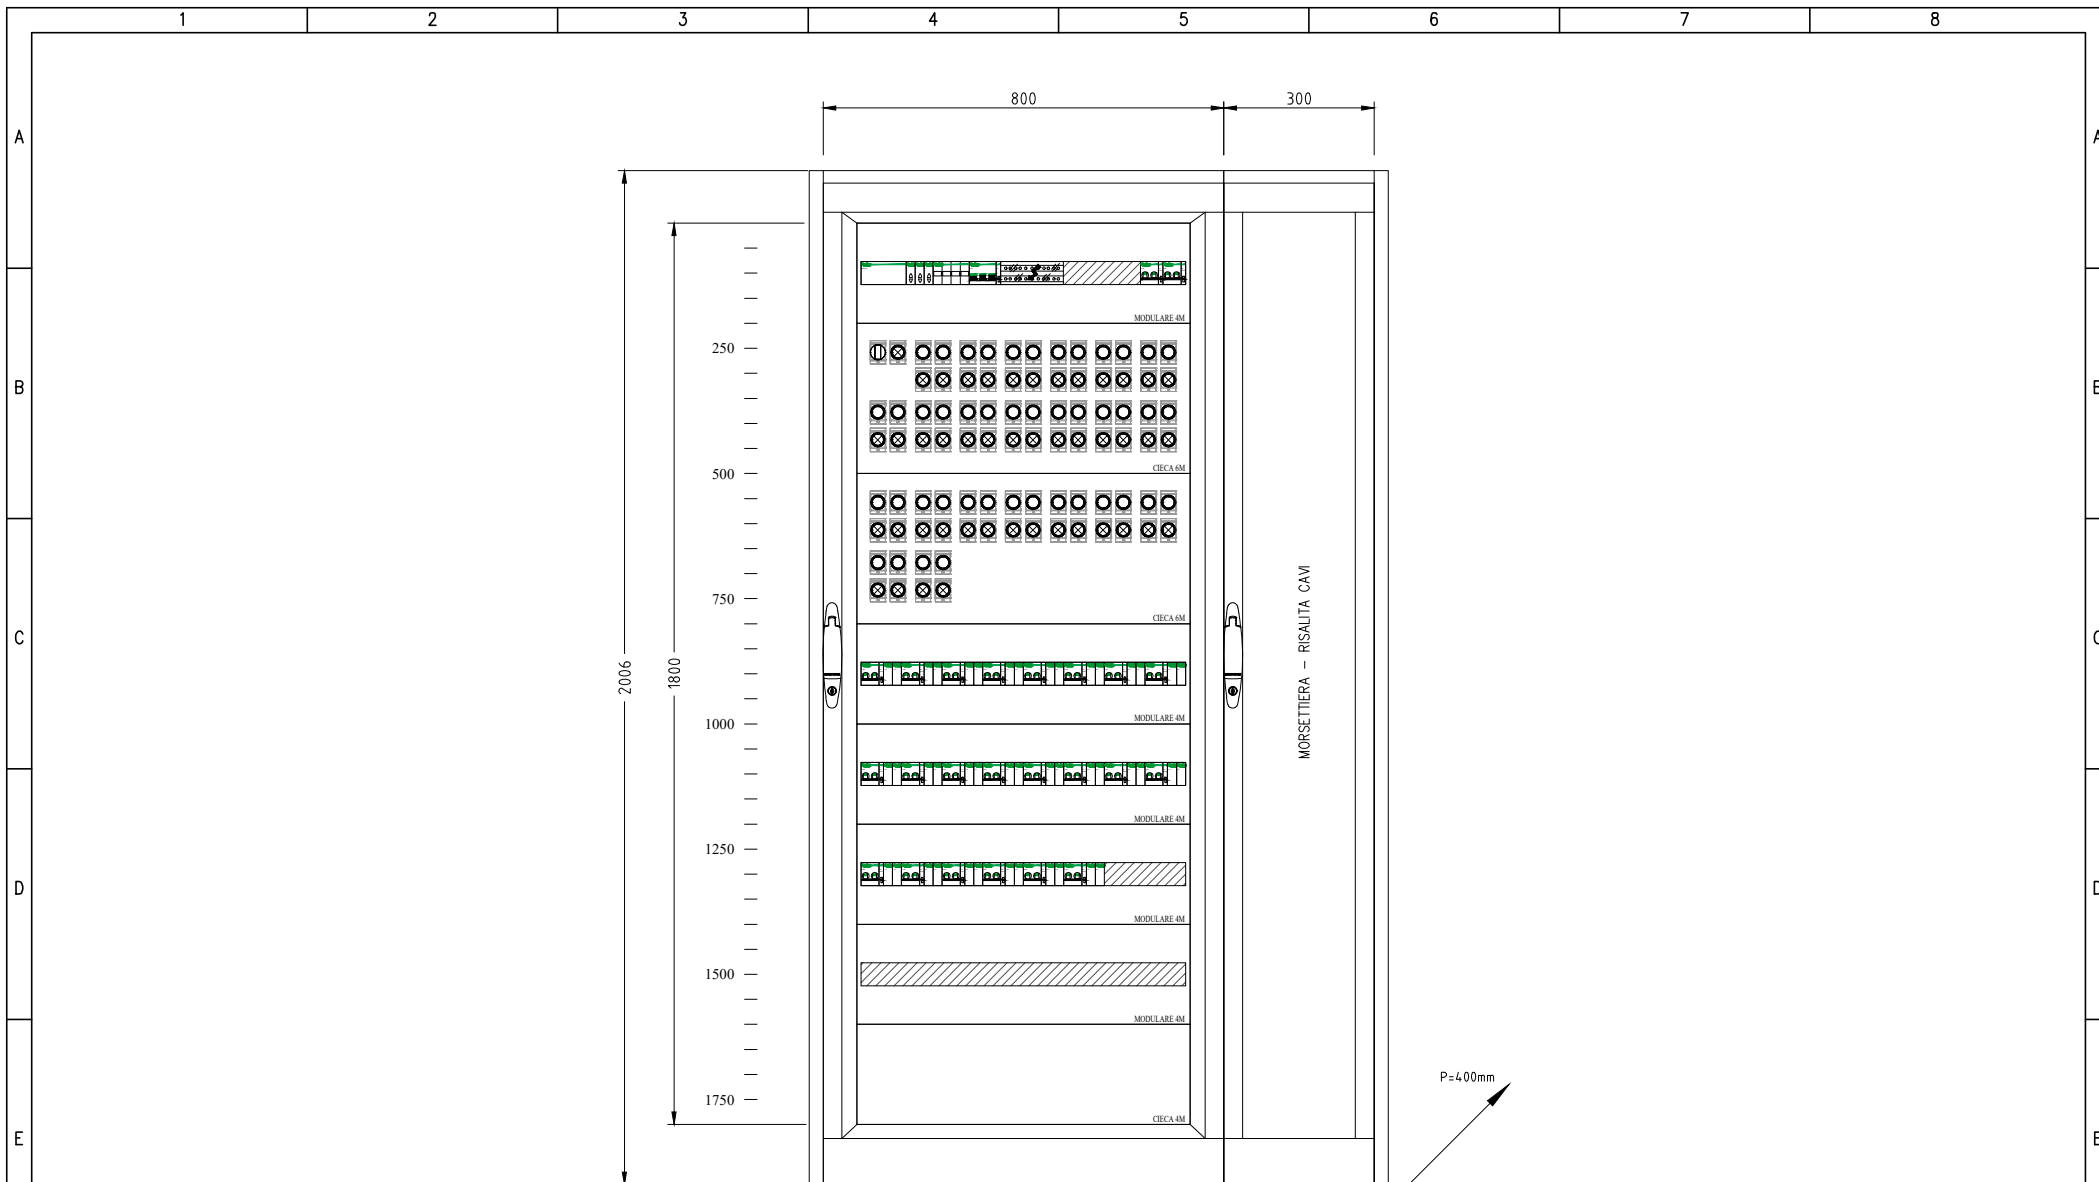 1 2 3 4 5 6 7 8
800 300
A A
MODULARE 4M
250
B B
CIECA 6M
500
750
CIECA 6M
C C
MORSETTIERA - RISALITA CAVI
2006
1800
1000
MODULARE 4M
MODULARE 4M
1250
D D
MODULARE 4M
1500
MODULARE 4M
P=400mm
1750
CIECA 4M
E E